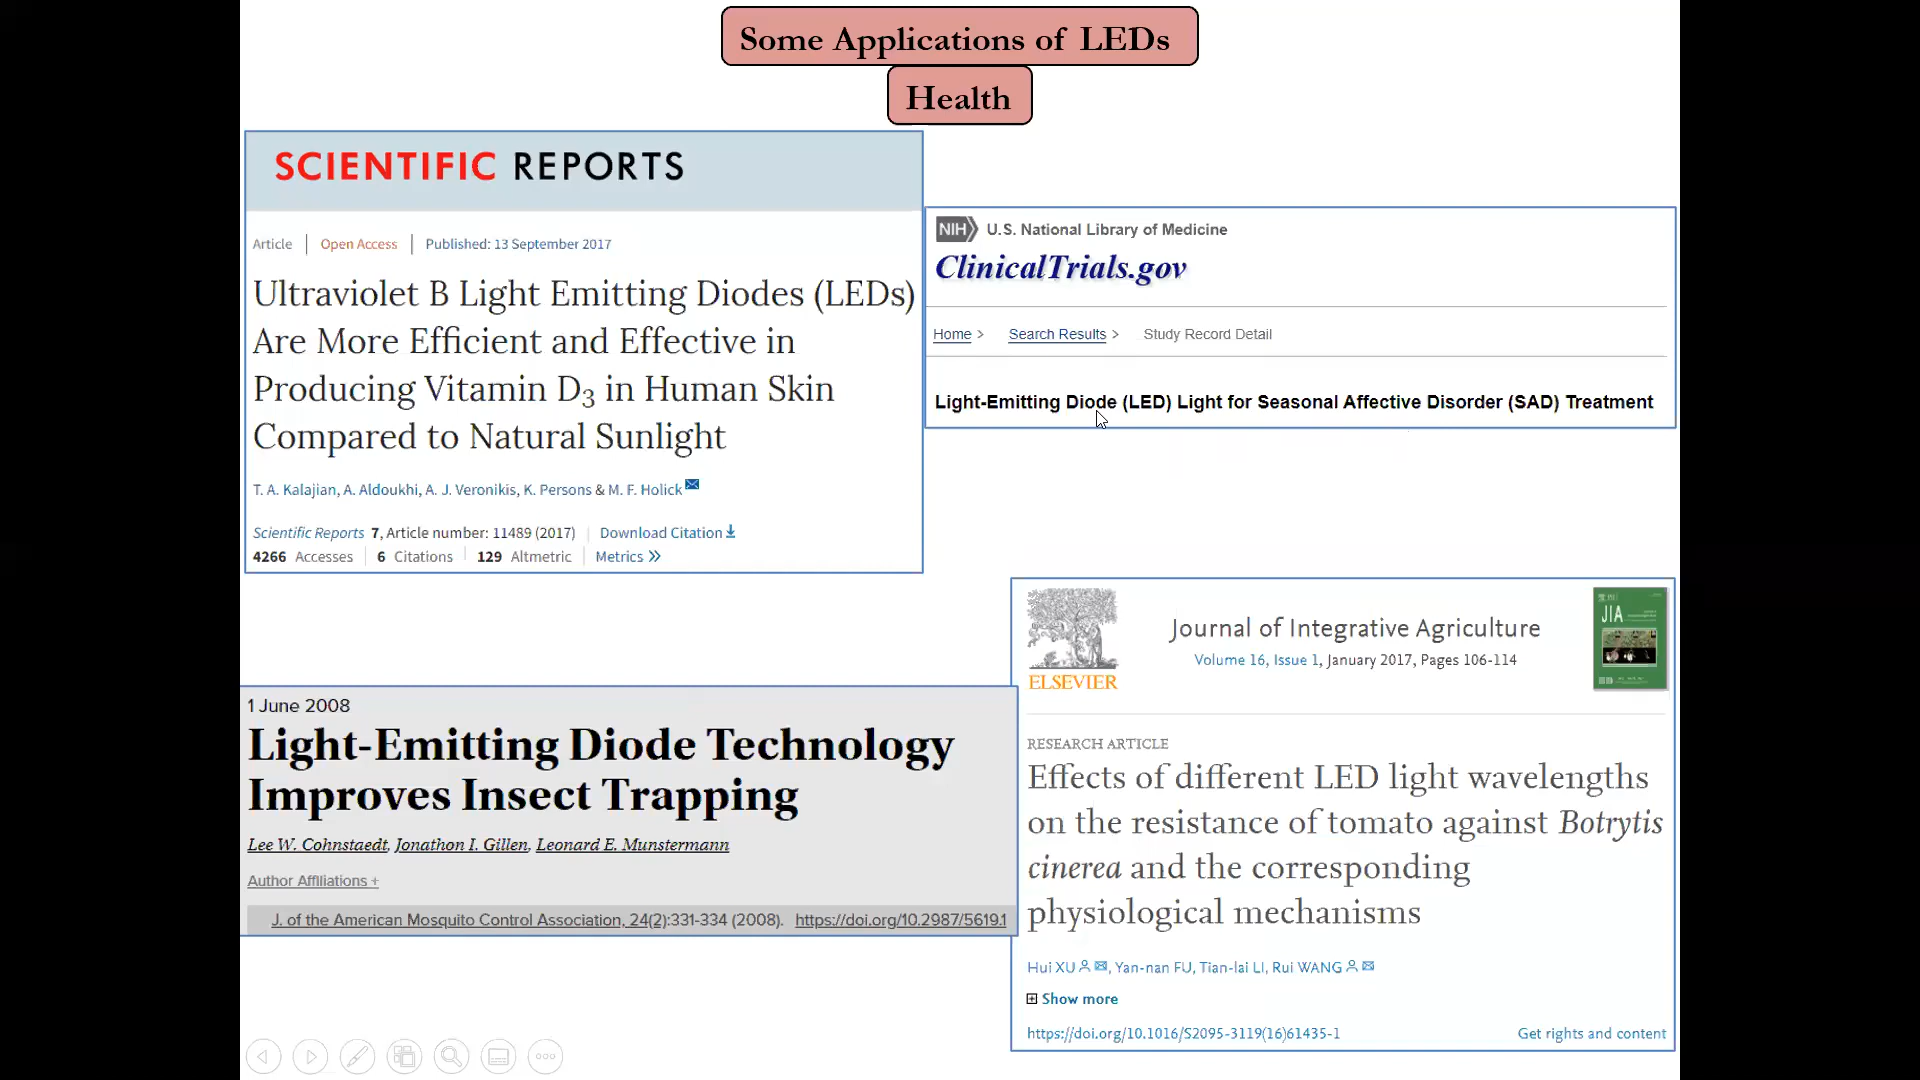 Some Applications of LEDs
Health
SCIENTIFIC REPORTS
Article | Open Access | Published: 13 September 2017
Ultraviolet B Light Emitting Diodes (LEDs)
Are More Efficient and Effective in
Producing Vitamin D3 in Human Skin
Compared to Natural Sunlight
T. A. Kalajian, A. Aldoukhi, A. J. Veronikis, K. Persons & M. F. Holick
Scientific Reports 7, Article number: 11489 (2017) | Download Citation
4266 Accesses | 6 Citations | 129 Altmetric | Metrics
NIH U.S. National Library of Medicine
ClinicalTrials.gov
Home > Search Results > Study Record Detail
Light-Emitting Diode (LED) Light for Seasonal Affective Disorder (SAD) Treatment
1 June 2008
Light-Emitting Diode Technology
Improves Insect Trapping
Lee W. Cohnstaedt, Jonathon I. Gillen, Leonard E. Munstermann
Author Affiliations +
J. of the American Mosquito Control Association, 24(2):331-334 (2008). https://doi.org/10.2987/5619.1
ELSEVIER
Journal of Integrative Agriculture
Volume 16, Issue 1, January 2017, Pages 106-114
JIA
RESEARCH ARTICLE
Effects of different LED light wavelengths
on the resistance of tomato against Botrytis
cinerea and the corresponding
physiological mechanisms
Hui XU, Yan-nan FU, Tian-lai LI, Rui WANG
Show more
https://doi.org/10.1016/S2095-3119(16)61435-1
Get rights and content